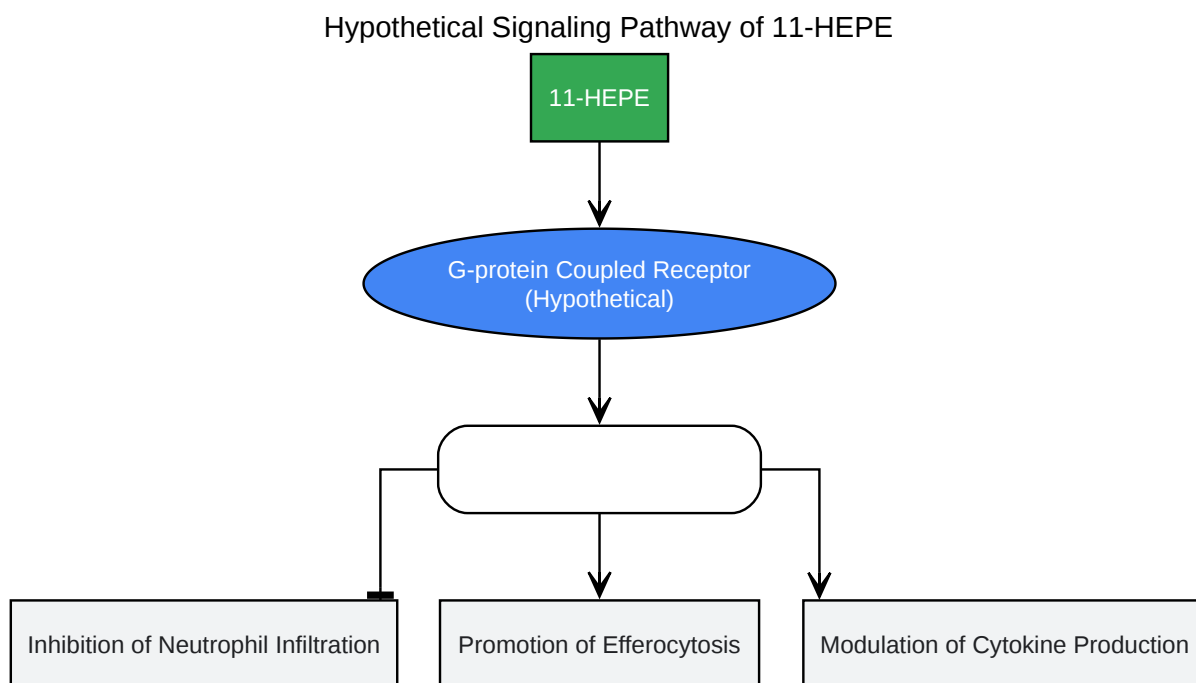 Hypothetical Signaling Pathway of 11-HEPE
11-HEPE
G-protein Coupled Receptor
(Hypothetical)
Inhibition of Neutrophil Infiltration
Promotion of Efferocytosis
Modulation of Cytokine Production